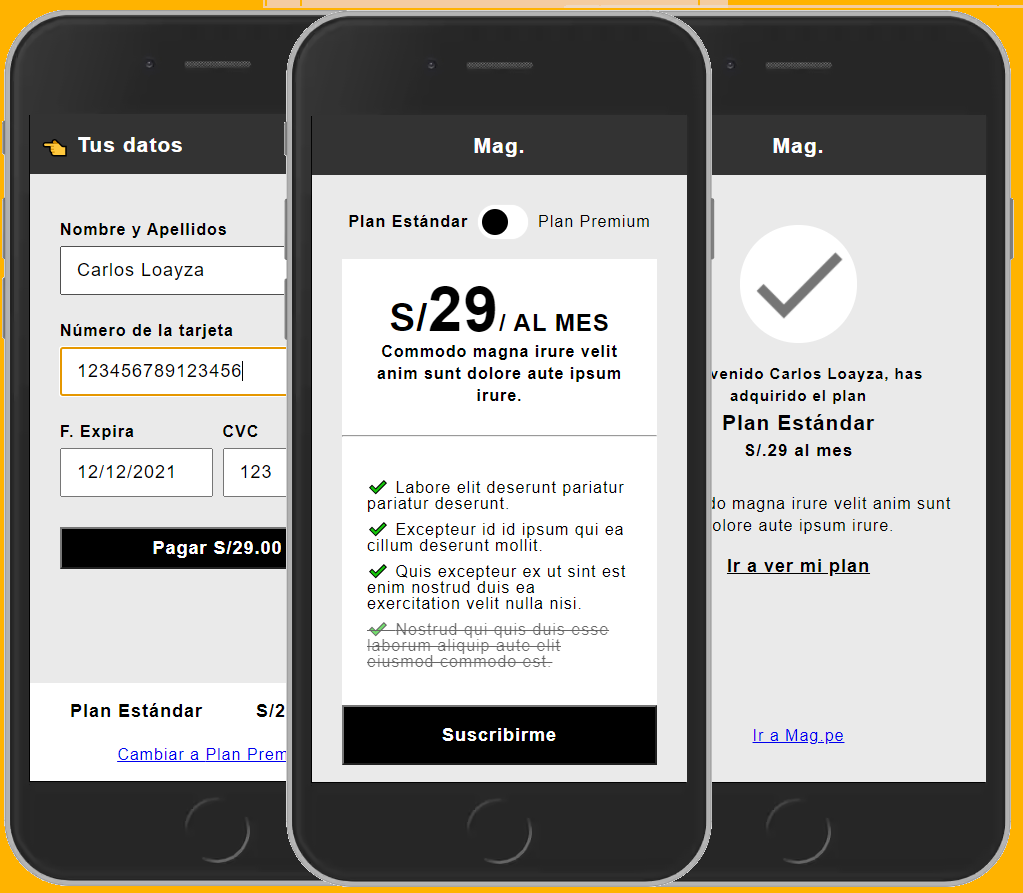 Tus datos
Nombre y Apellidos
Carlos Loayza
Número de la tarjeta
123456789123456
F. Expira
CVC
12/12/2021
123
Pagar S/29.00
Plan Estándar
S/2
Cambiar a Plan Prem
Mag.
Plan Estándar
Plan Premium
S/29/ AL MES
Commodo magna irure velit
anim sunt dolore aute ipsum
irure.
Labore elit deserunt pariatur
pariatur deserunt.
Excepteur id id ipsum qui ea
cillum deserunt mollit.
Quis excepteur ex ut sint est
enim nostrud duis ea
exercitation velit nulla nisi.
Nostrud qui quis duis esse
laborum aliquip aute elit
eiusmod commodo est.
Suscribirme
Mag.
venido Carlos Loayza, has
adquirido el plan
Plan Estándar
S/.29 al mes
do magna irure velit anim sunt
olore aute ipsum irure.
Ir a ver mi plan
Ir a Mag.pe